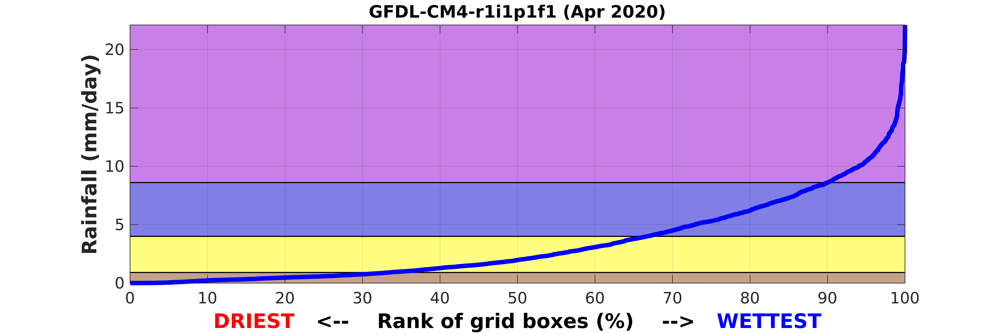 GFDL-CM4-r1i1p1f1 (Apr 2020)
Rainfall (mm/day)
20
15
10
5
0
0 10 20 30 40 50 60 70 80 90 100
DRIEST <-- Rank of grid boxes (%) --> WETTEST